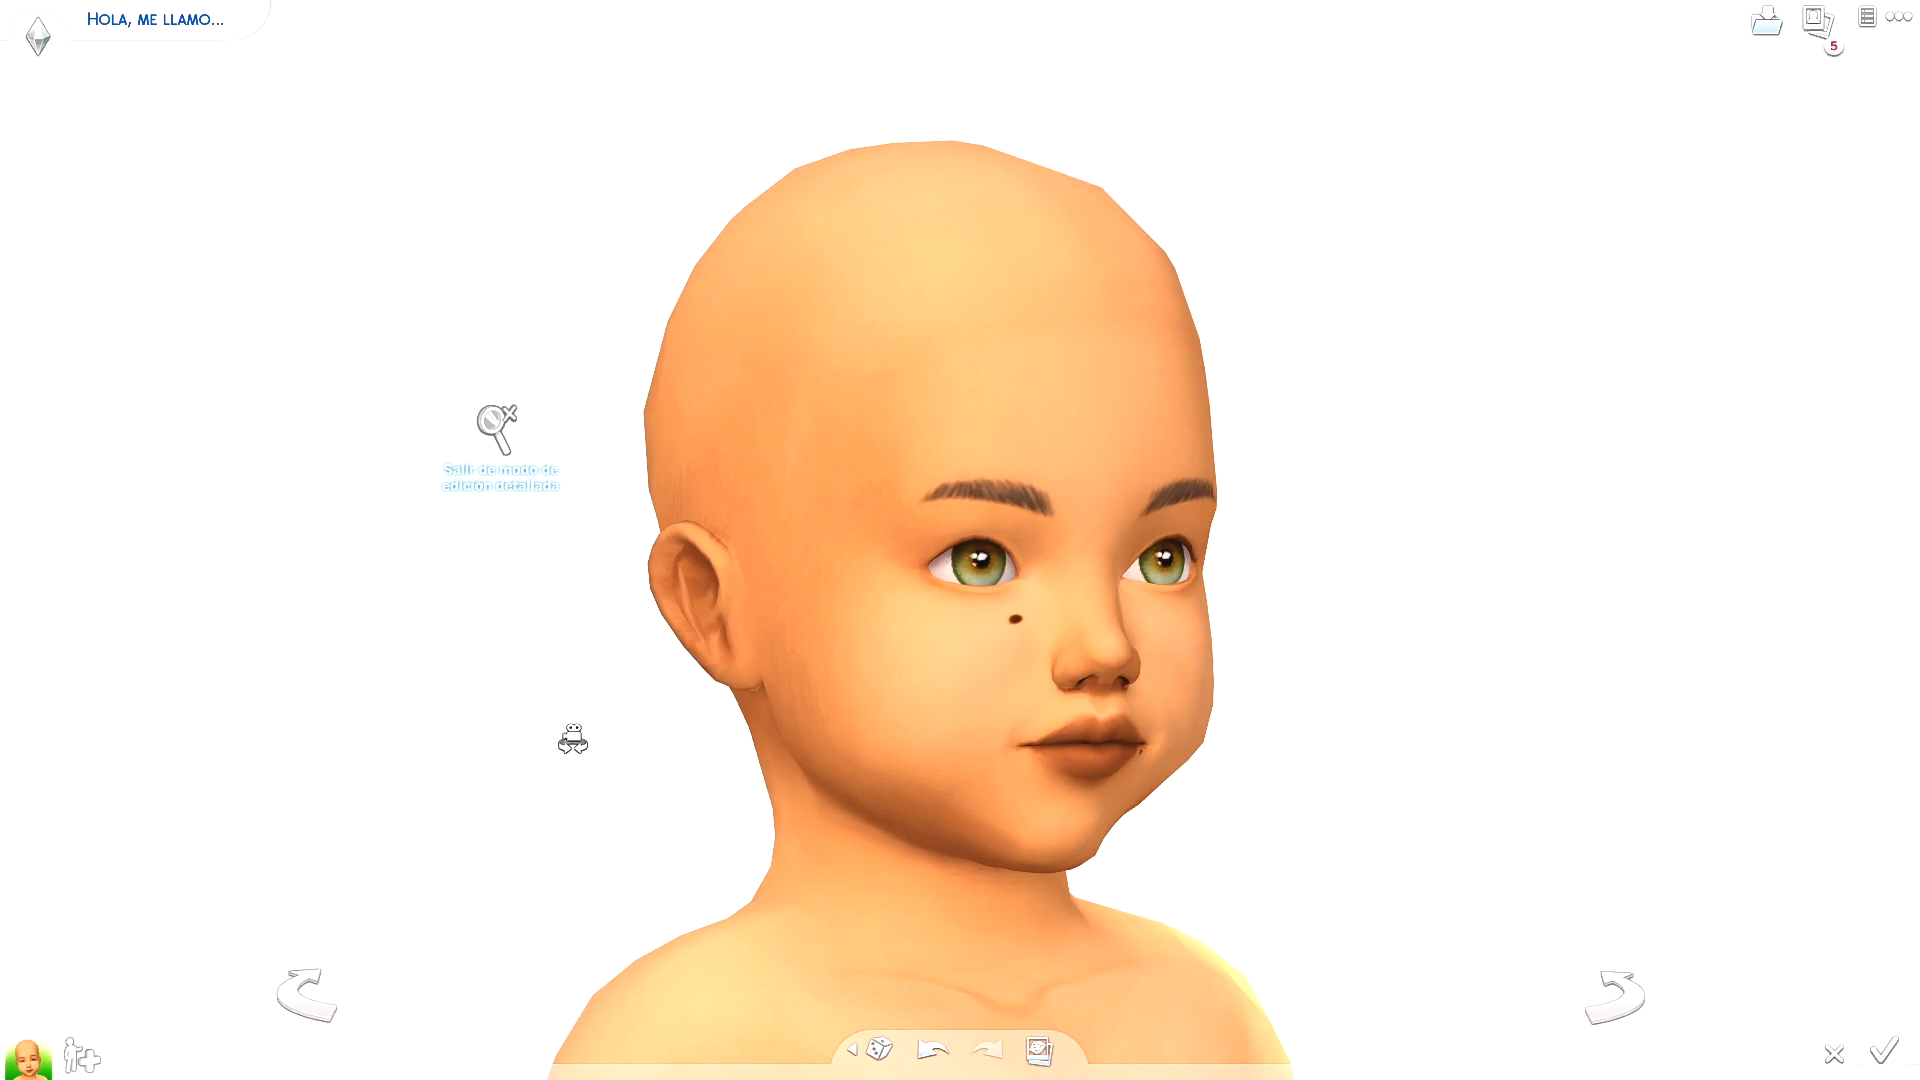 Hola, me llamo...
5
Salir de modo de
edición detallada